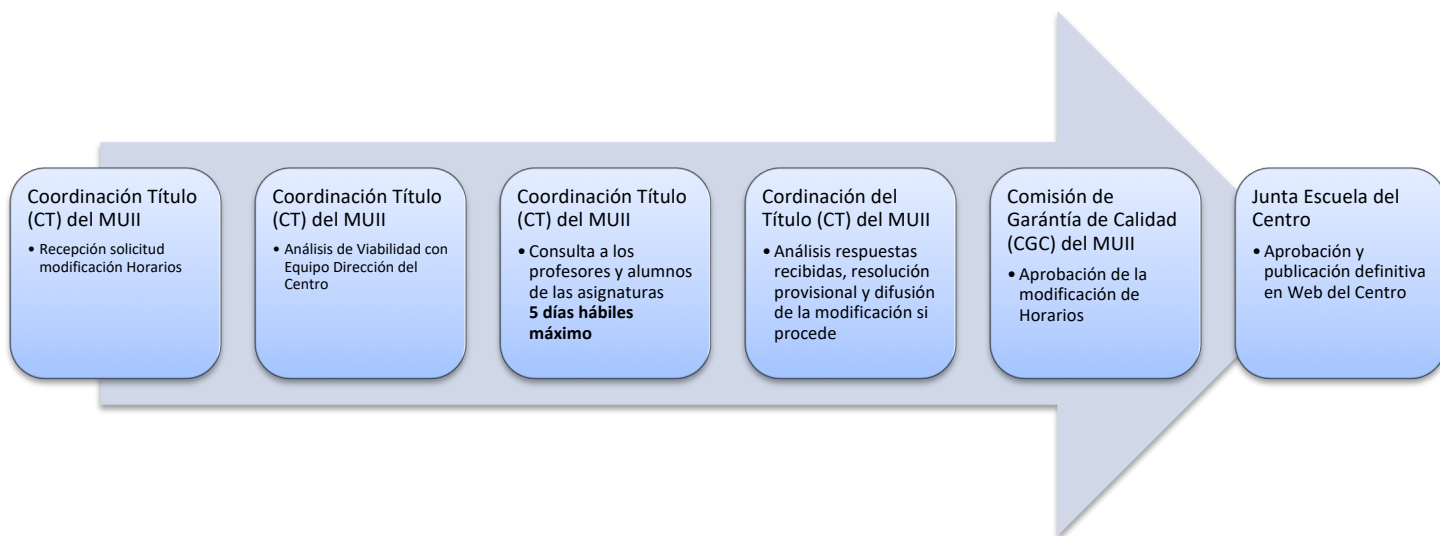 Coordinación Título
(CT) del MUII
• Recepción solicitud
modificación Horarios
Coordinación Título
(CT) del MUII
• Análisis de Viabilidad con
Equipo Dirección del
Centro
Coordinación Título
(CT) del MUII
• Consulta a los
profesores y alumnos
de las asignaturas
5 días hábiles
máximo
Cordinación del
Título (CT) del MUII
• Análisis respuestas
recibidas, resolución
provisional y difusión
de la modificación si
procede
Comisión de
Garántía de Calidad
(CGC) del MUII
• Aprobación de la
modificación de
Horarios
Junta Escuela del
Centro
• Aprobación y
publicación definitiva
en Web del Centro